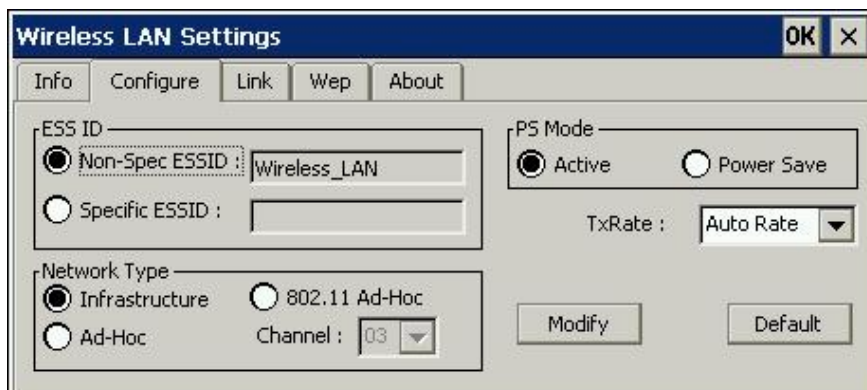 Wireless LAN Settings OK ×
Info Configure Link Wep About
ESS ID
Non-Spec ESSID : Wireless_LAN
Specific ESSID :
PS Mode
Active Power Save
TxRate : Auto Rate
Network Type
Infrastructure 802.11 Ad-Hoc
Ad-Hoc Channel : 03
Modify Default